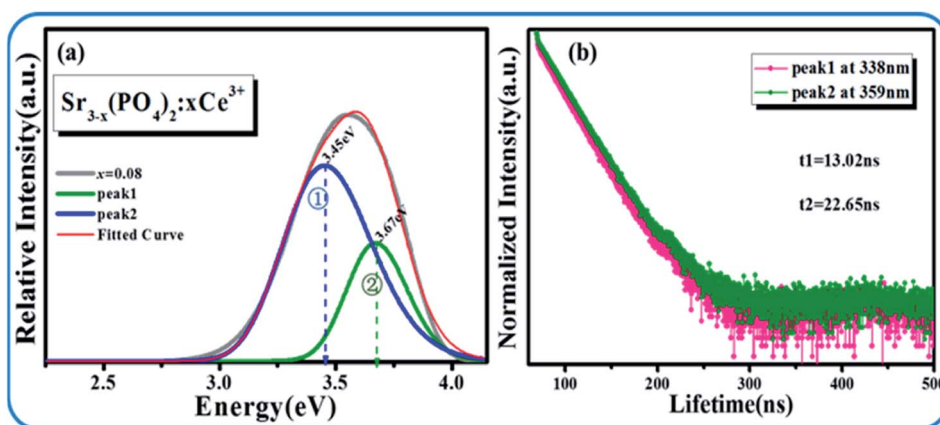 (a)
Sr3-x(PO4)2:xCe3+
x=0.08
peak1
peak2
Fitted Curve
3.45eV
3.67eV
①
②
Relative Intensity(a.u.)
2.5 3.0 3.5 4.0
Energy(eV)
(b)
peak1 at 338nm
peak2 at 359nm
t1=13.02ns
t2=22.65ns
Normalized Intensity(a.u.)
100 200 300 400 500
Lifetime(ns)